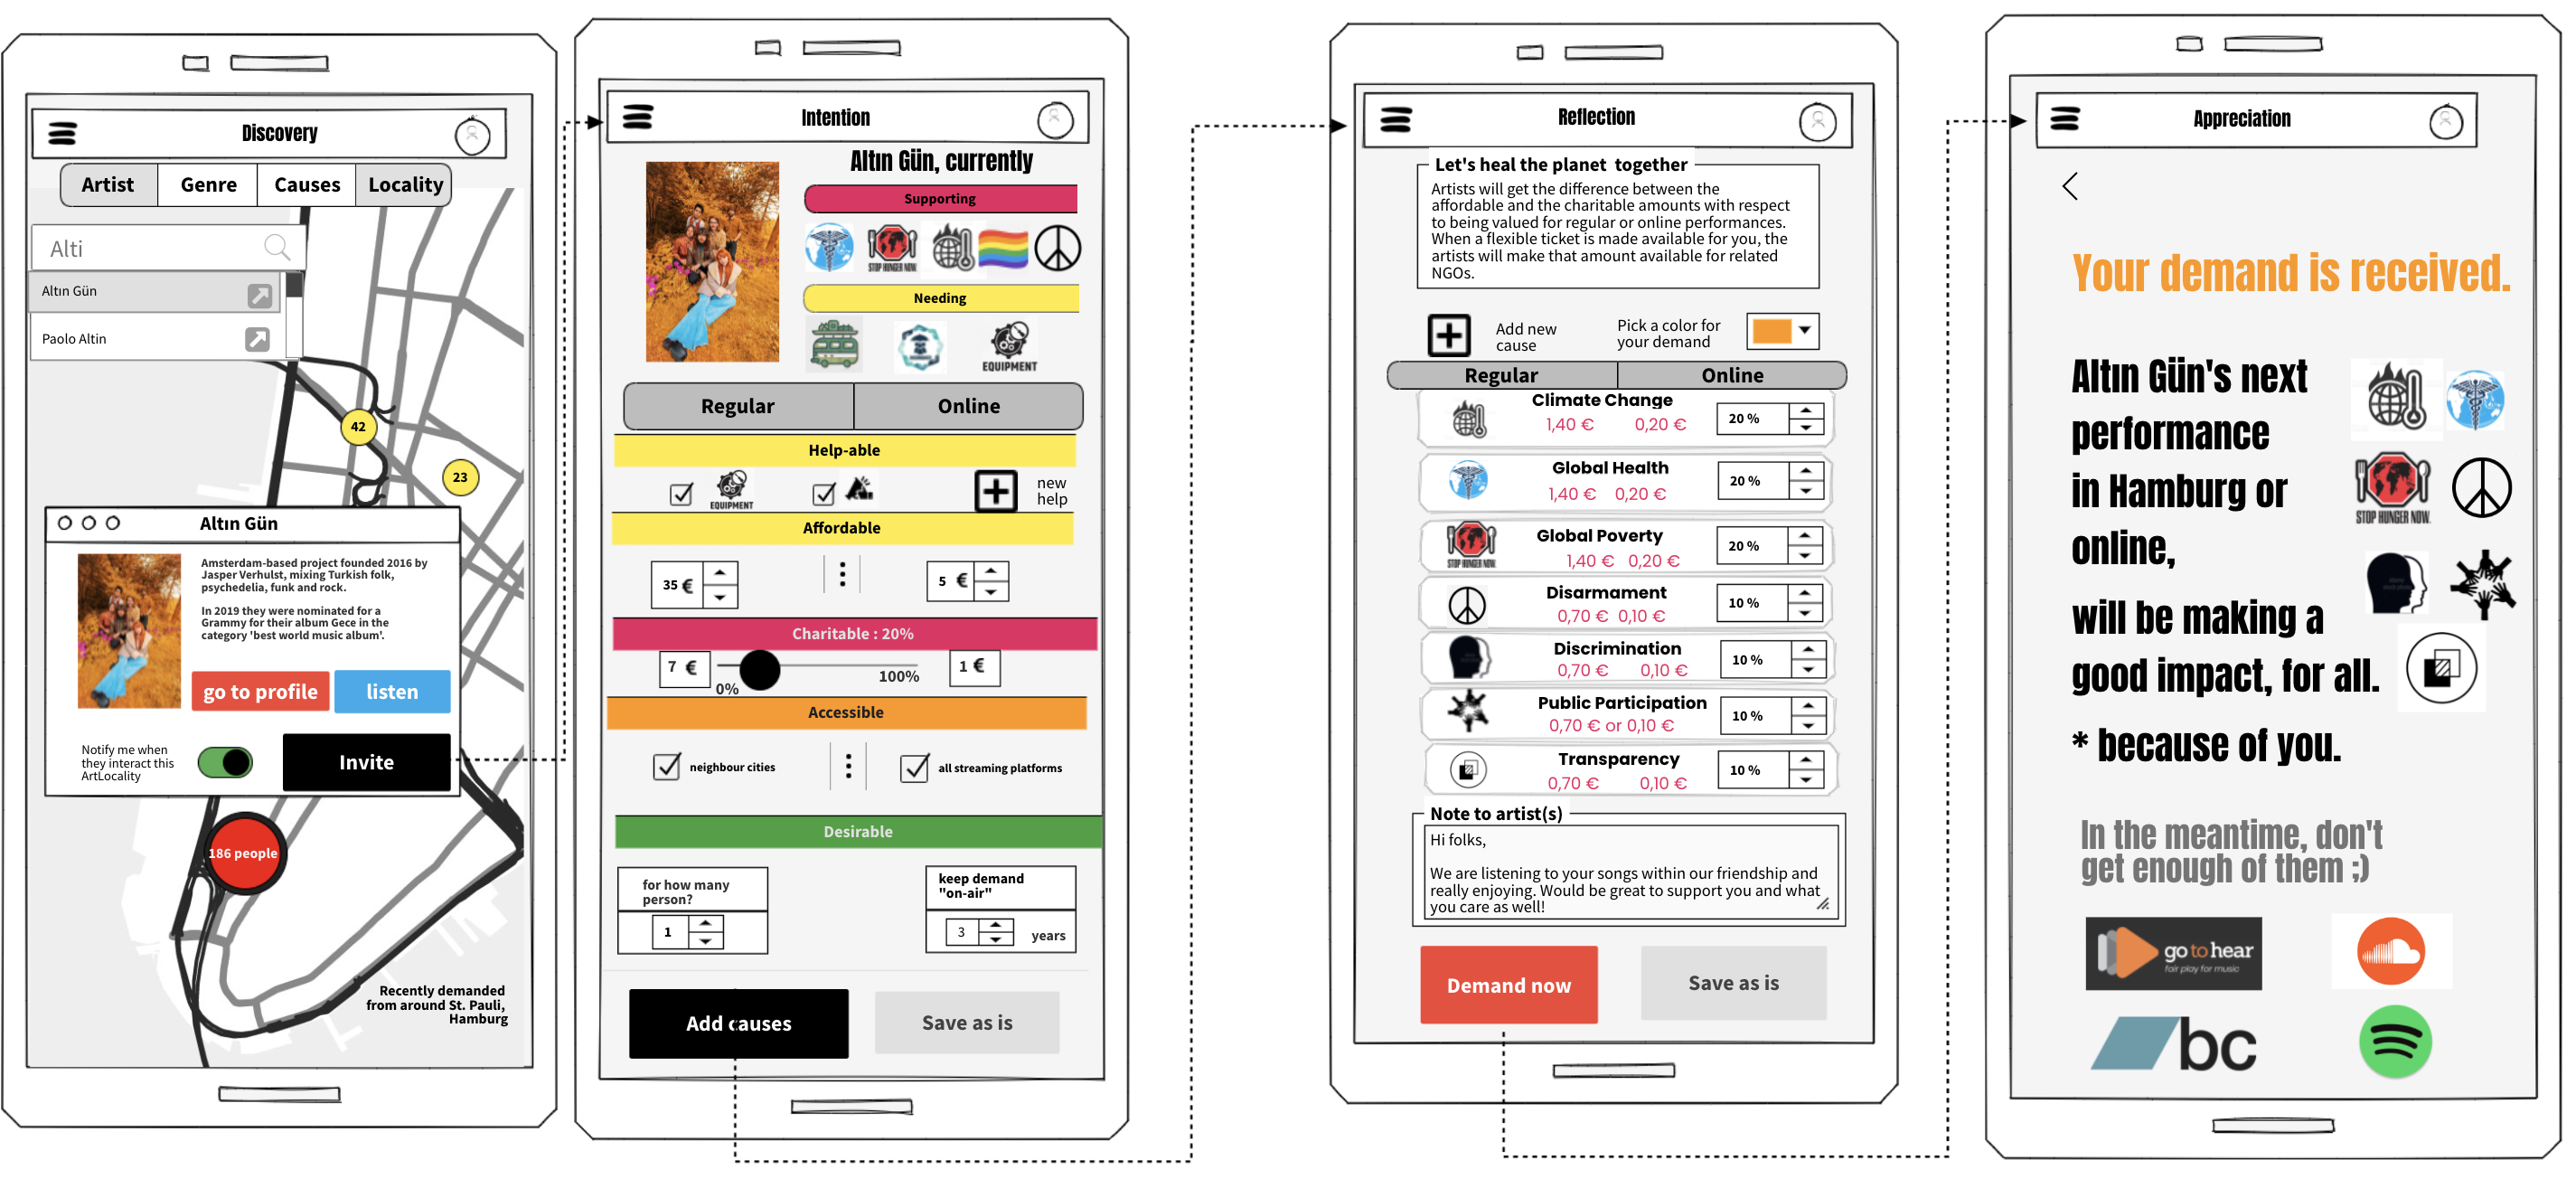 Discovery
Artist
Genre
Causes
Locality
Alti
Altın Gün
Paolo Altin
42
23
Altın Gün
Amsterdam-based project founded 2016 by
Jasper Verhulst, mixing Turkish folk,
psychedelia, funk and rock.
In 2019 they were nominated for a
Grammy for their album Gece in the
category 'best world music album'.
go to profile
listen
Notify me when
they interact this
ArtLocality
Invite
186 people
Recently demanded
from around St. Pauli,
Hamburg
Intention
Altın Gün, currently
Supporting
STOP HUNGER NOW.
Needing
EQUIPMENT
Regular
Online
Help-able
EQUIPMENT
new
help
Affordable
35 €
5 €
Charitable : 20%
7 €
0%
100%
1 €
Accessible
neighbour cities
all streaming platforms
Desirable
for how many
person?
1
keep demand
"on-air"
3
years
Add causes
Save as is
Reflection
Let's heal the planet together
Artists will get the difference between the
affordable and the charitable amounts with respect
to being valued for regular or online performances.
When a flexible ticket is made available for you, the
artists will make that amount available for related
NGOs.
Add new
cause
Pick a color for
your demand
Regular
Online
Climate Change
1,40 € 0,20 €
20 %
Global Health
1,40 € 0,20 €
20 %
STOP HUNGER NOW.
Global Poverty
1,40 € 0,20 €
20 %
Disarmament
0,70 € 0,10 €
10 %
Discrimination
0,70 € 0,10 €
10 %
Public Participation
0,70 € or 0,10 €
10 %
Transparency
0,70 € 0,10 €
10 %
Note to artist(s)
Hi folks,
We are listening to your songs within our friendship and
really enjoying. Would be great to support you and what
you care as well!
Demand now
Save as is
Appreciation
Your demand is received.
Altın Gün's next
performance
in Hamburg or
online,
will be making a
good impact, for all.
* because of you.
STOP HUNGER NOW.
In the meantime, don't
get enough of them ;)
go to hear
fair play for music
bc